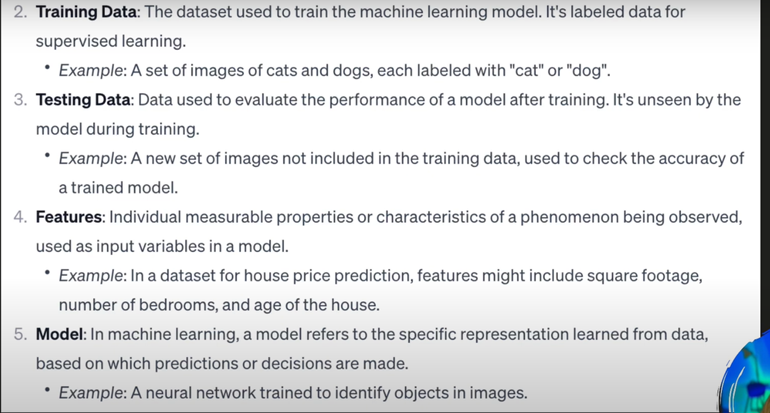 2. Training Data: The dataset used to train the machine learning model. It's labeled data for
supervised learning.
• Example: A set of images of cats and dogs, each labeled with "cat" or "dog".
3. Testing Data: Data used to evaluate the performance of a model after training. It's unseen by the
model during training.
• Example: A new set of images not included in the training data, used to check the accuracy of
a trained model.
4. Features: Individual measurable properties or characteristics of a phenomenon being observed,
used as input variables in a model.
• Example: In a dataset for house price prediction, features might include square footage,
number of bedrooms, and age of the house.
5. Model: In machine learning, a model refers to the specific representation learned from data,
based on which predictions or decisions are made.
• Example: A neural network trained to identify objects in images.